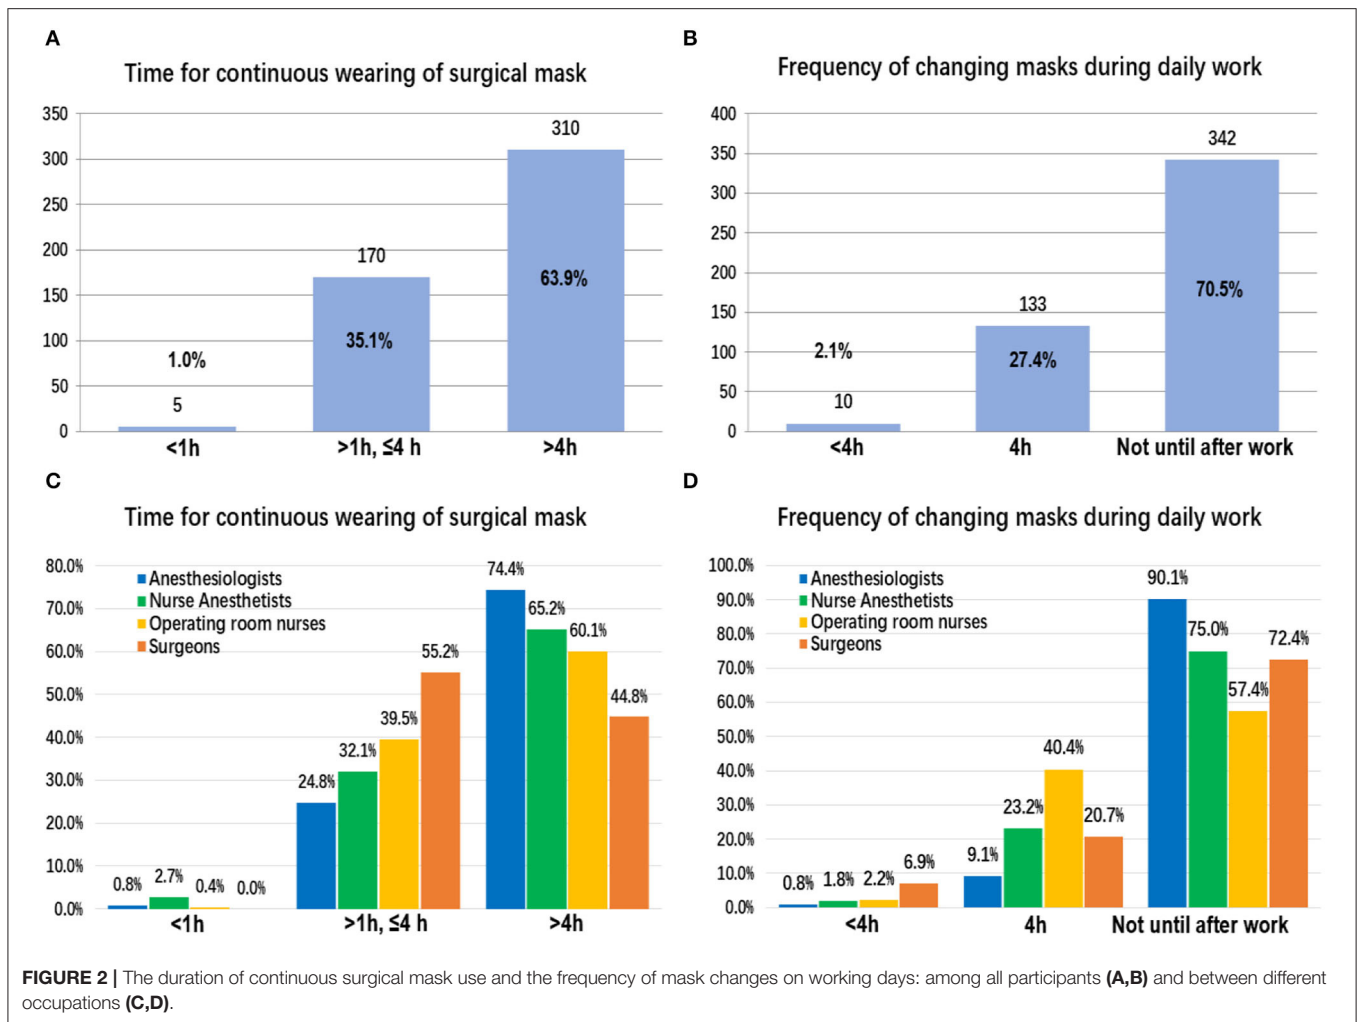 A
Time for continuous wearing of surgical mask
350
300
250
200
150
100
50
0
310
170
63.9%
35.1%
1.0%
5
<1h
>1h, ≤4 h
>4h
B
Frequency of changing masks during daily work
400
350
300
250
200
150
100
50
0
342
133
70.5%
27.4%
2.1%
10
<4h
4h
Not until after work
C
Time for continuous wearing of surgical mask
80.0%
70.0%
60.0%
50.0%
40.0%
30.0%
20.0%
10.0%
0.0%
Anesthesiologists
Nurse Anesthetists
Operating room nurses
Surgeons
0.8%
2.7%
0.4%
0.0%
24.8%
32.1%
39.5%
55.2%
74.4%
65.2%
60.1%
44.8%
<1h
>1h, ≤4 h
>4h
D
Frequency of changing masks during daily work
100.0%
90.0%
80.0%
70.0%
60.0%
50.0%
40.0%
30.0%
20.0%
10.0%
0.0%
Anesthesiologists
Nurse Anesthetists
Operating room nurses
Surgeons
0.8%
1.8%
2.2%
6.9%
9.1%
23.2%
40.4%
20.7%
90.1%
75.0%
57.4%
72.4%
<4h
4h
Not until after work
FIGURE 2 | The duration of continuous surgical mask use and the frequency of mask changes on working days: among all participants (A,B) and between different
occupations (C,D).